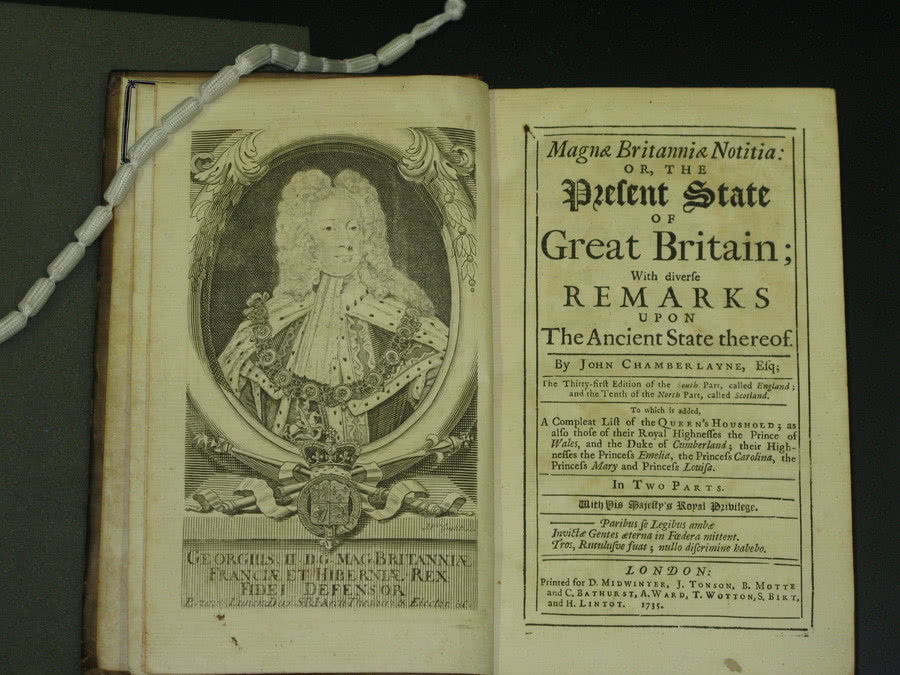 GEORGIUS. II. D.G. MAG. BRITANNIÆ
FRANCIÆ ET HIBERNIÆ. REX
FIDEI DEFENSOR
Magnæ Britanniæ Notitia:
OR, THE
Preſent State
OF
Great Britain;
With diverſe
REMARKS
UPON
The Ancient State thereof.
By JOHN CHAMBERLAYNE, Eſq;
The Thirty-firſt Edition of the South Part, called England;
and the Tenth of the North Part, called Scotland.
To which is added,
A Compleat Liſt of the QUEEN'S HOUSHOLD; as
alſo thoſe of their Royal Highneſſes the Prince of
Wales, and the Duke of Cumberland; their High-
neſſes the Princeſs Emelia, the Princeſs Carolina, the
Princeſs Mary and Princeſs Louiſa.
In TWO PARTS.
With His Majeſty's Royal Privilege.
Paribus ſe Legibus ambæ
Invictæ Gentes æterna in Fœdera mittent.
Tros, Rutuluſve fuat; nullo diſcrimine habebo.
LONDON:
Printed for D. MIDWINTER, J. TONSON, B. MOTTE
and C. BATHURST, A. WARD, T. WOTTON, S. BIRT,
and H. LINTOT. 1735.